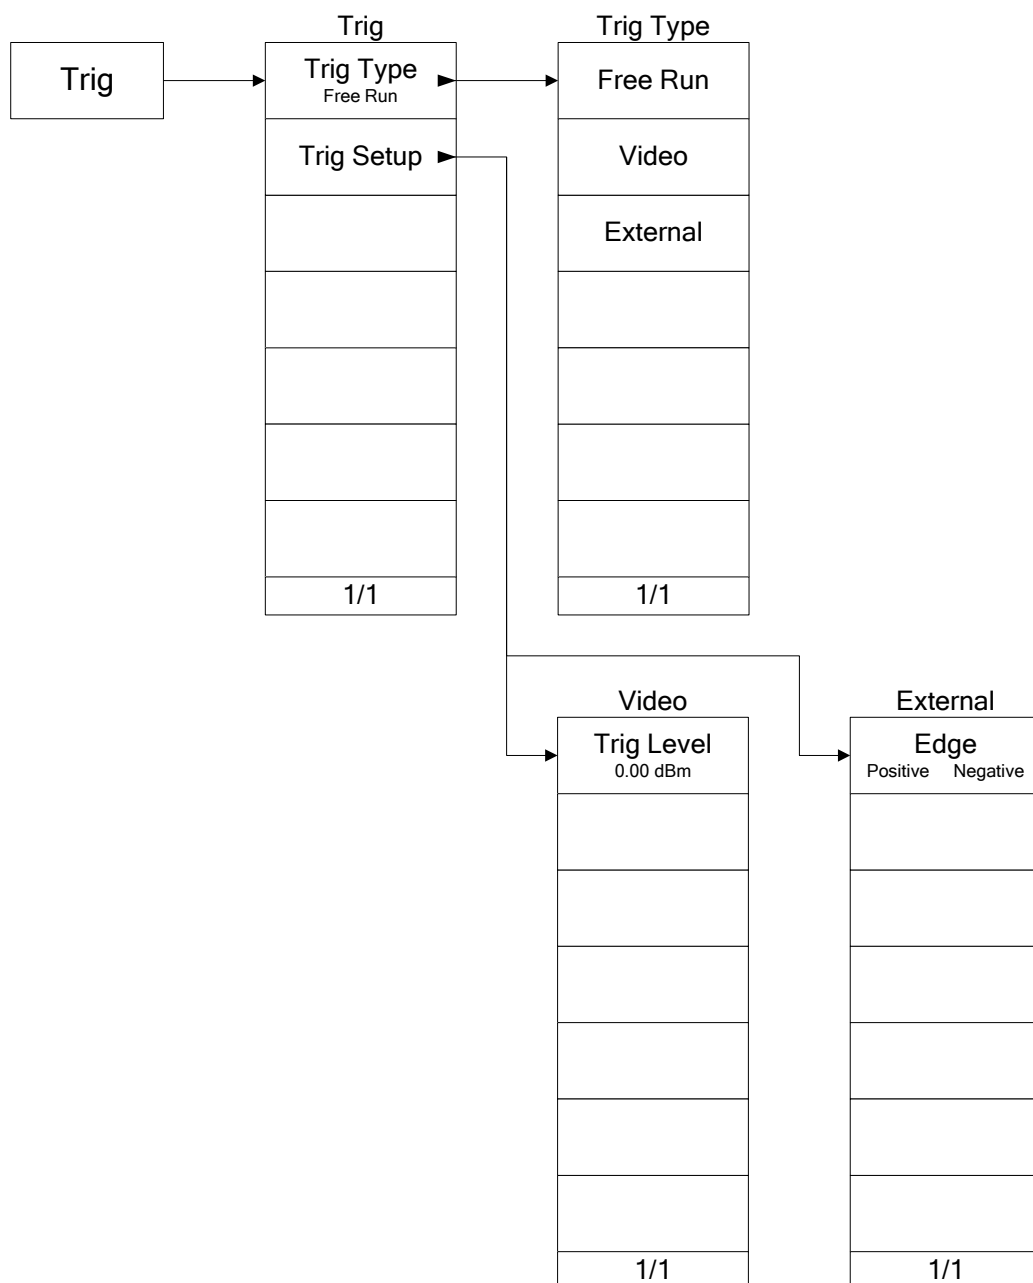 Trig
Trig
Trig Type
Free Run
Trig Setup
1/1
Trig Type
Free Run
Video
External
1/1
Video
Trig Level
0.00 dBm
1/1
External
Edge
Positive Negative
1/1